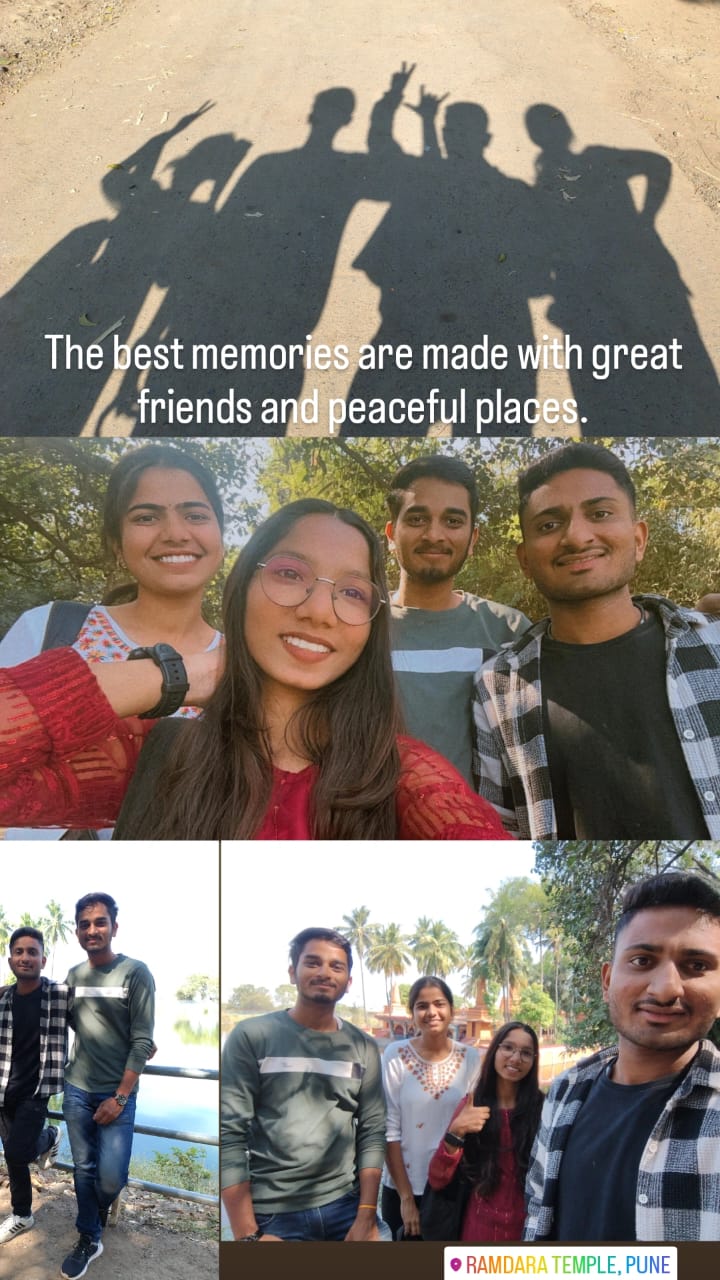 The best memories are made with great
friends and peaceful places.
RAMDARA TEMPLE, PUNE